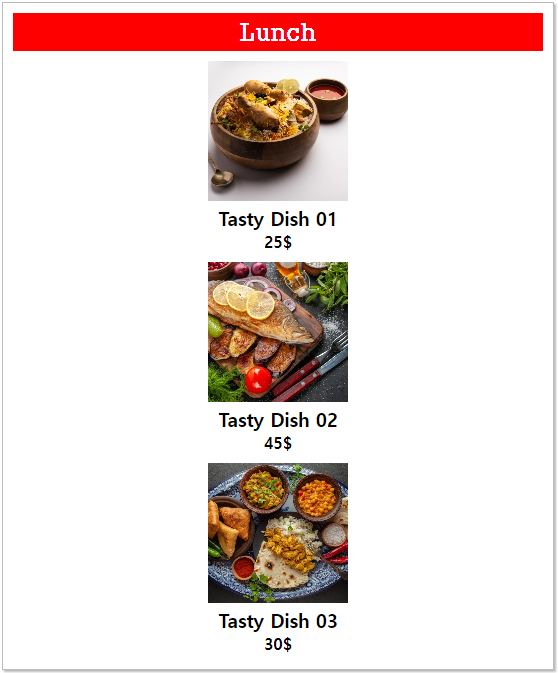 Lunch
Tasty Dish 01
25$
Tasty Dish 02
45$
Tasty Dish 03
30$